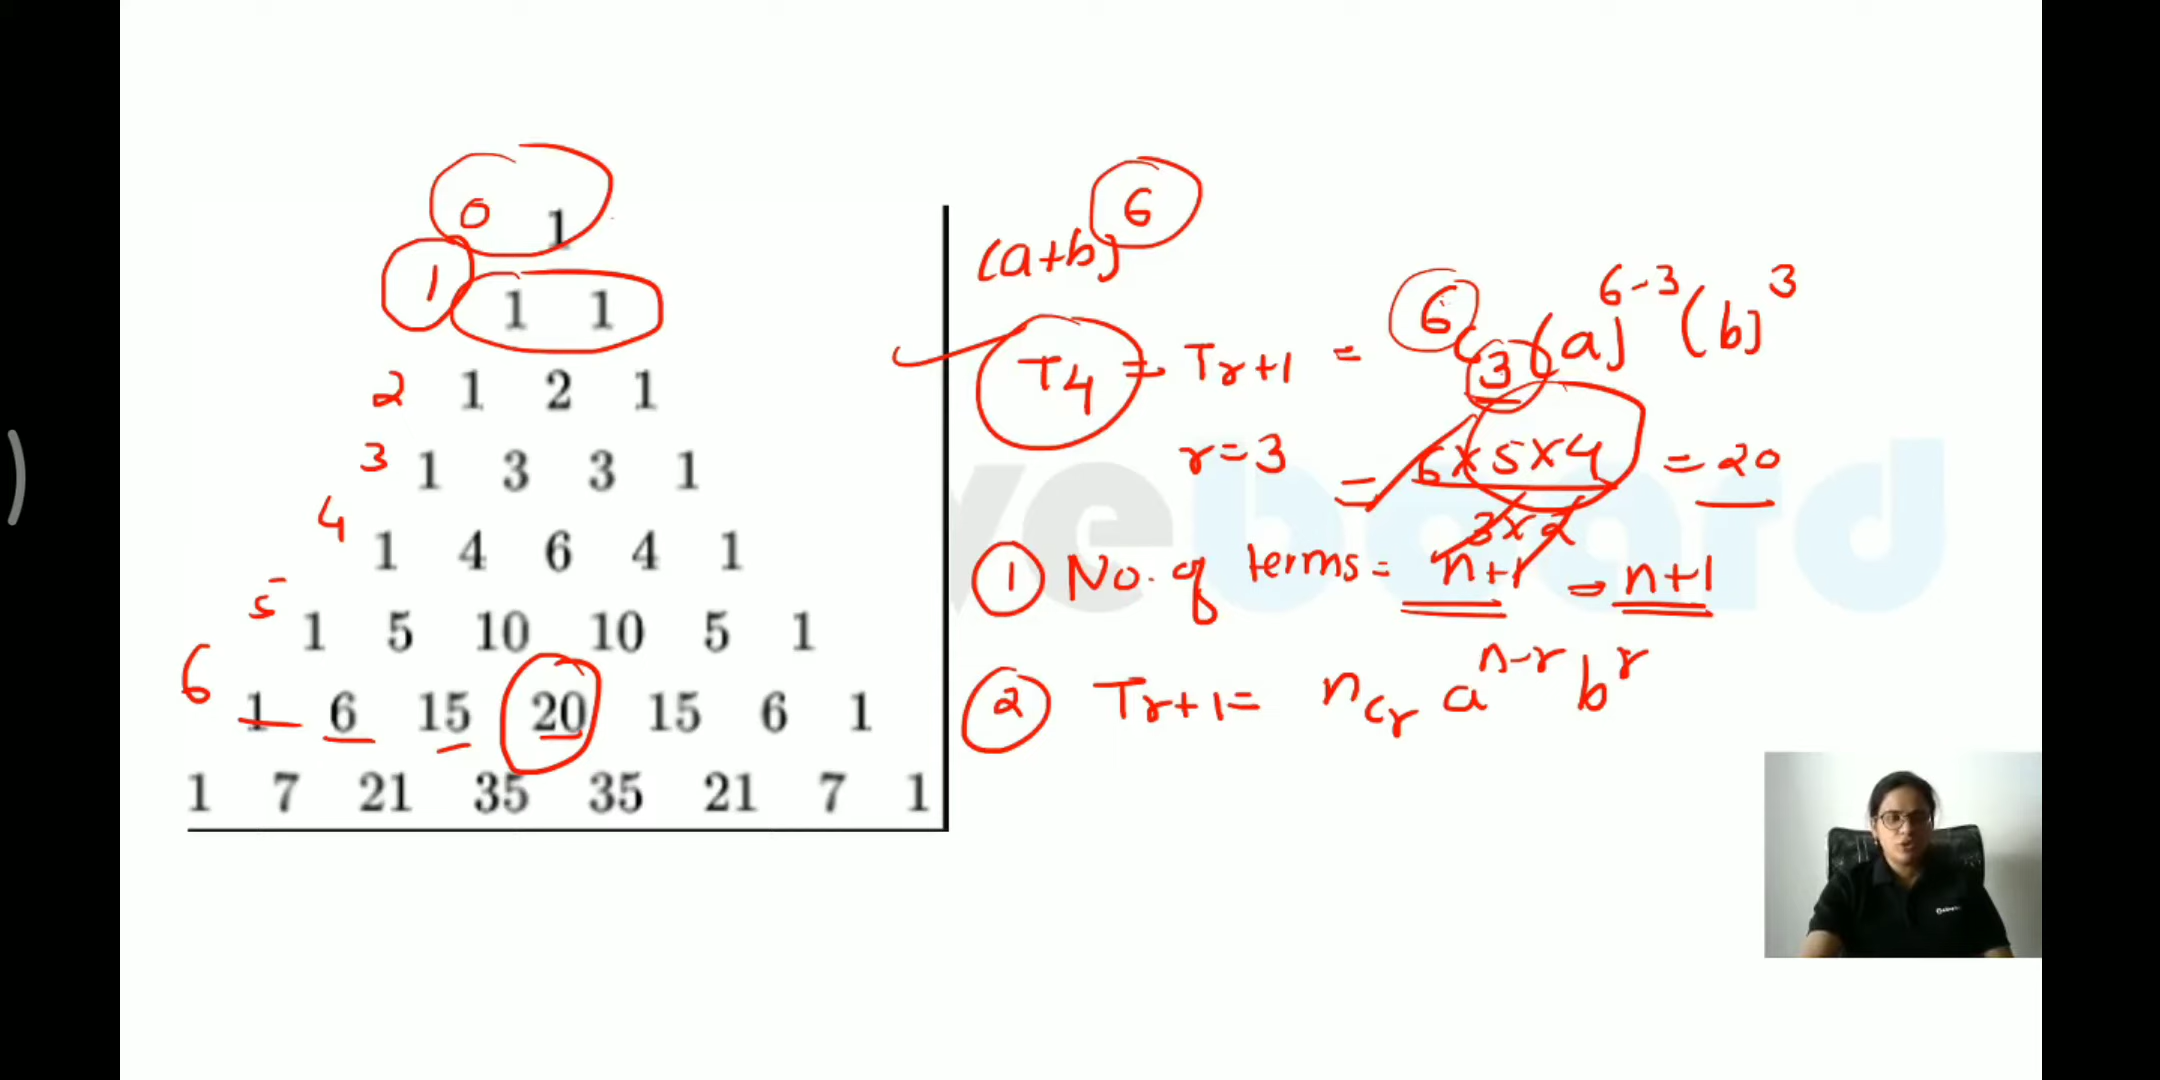 0 1
1 1 1
2 1 2 1
3 1 3 3 1
4 1 4 6 4 1
5 1 5 10 10 5 1
6 1 6 15 20 15 6 1
1 7 21 35 35 21 7 1
(a+b)^6
T4 = Tr+1 = 6c3 (a)^6-3 (b)^3
r=3
= 6×5×4 / 3×2 = 20
① No. of terms = n+1 = n+1
② Tr+1 = ncr a^n-r b^r